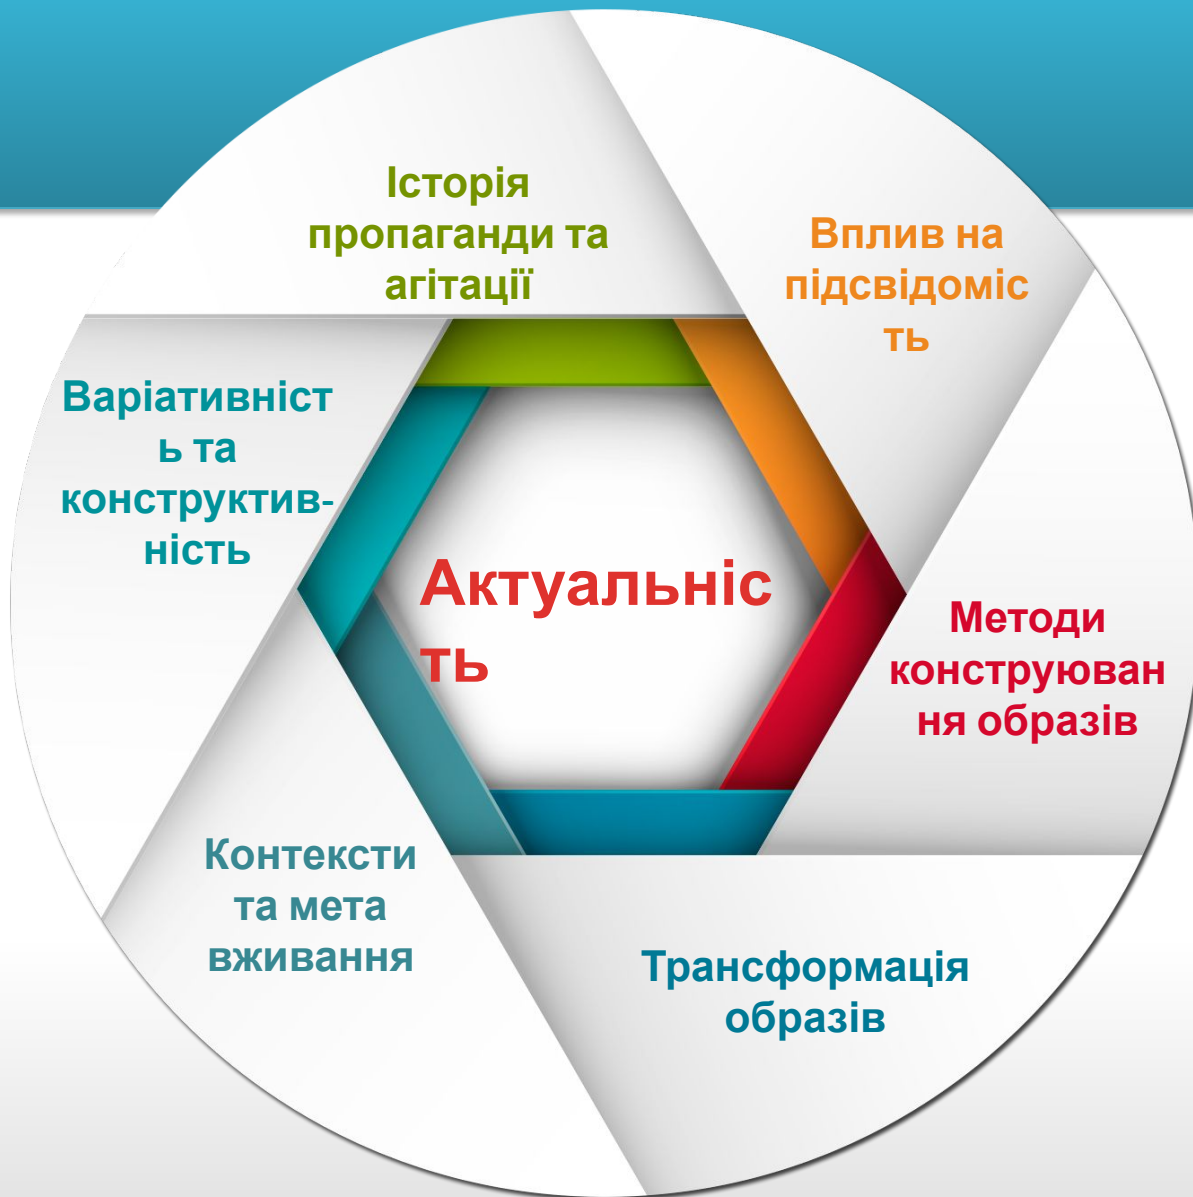 Історія
пропаганди та
агітації
Вплив на
підсвідоміс
ть
Варіативніст
ь та
конструктив-
ність
Актуальніс
ть
Методи
конструюван
ня образів
Контексти
та мета
вживання
Трансформація
образів